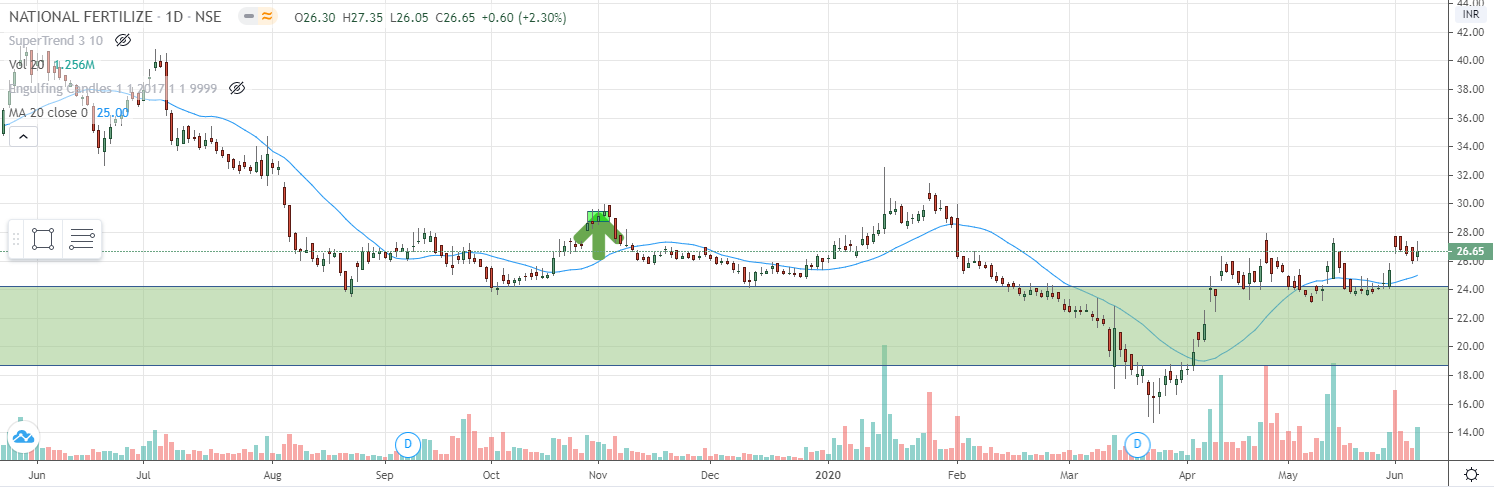 NATIONAL FERTILIZE · 1D · NSE O26.30 H27.35 L26.05 C26.65 +0.60 (+2.30%)
SuperTrend 3 10
Vol 20 1.256M
Engulfing Candles 1 1 2017 1 1 9999
MA 20 close 0 25.00
44.00
INR
42.00
40.00
38.00
36.00
34.00
32.00
30.00
28.00
26.65
26.00
24.00
22.00
20.00
18.00
16.00
14.00
D D
Jun Jul Aug Sep Oct Nov Dec 2020 Feb Mar Apr May Jun